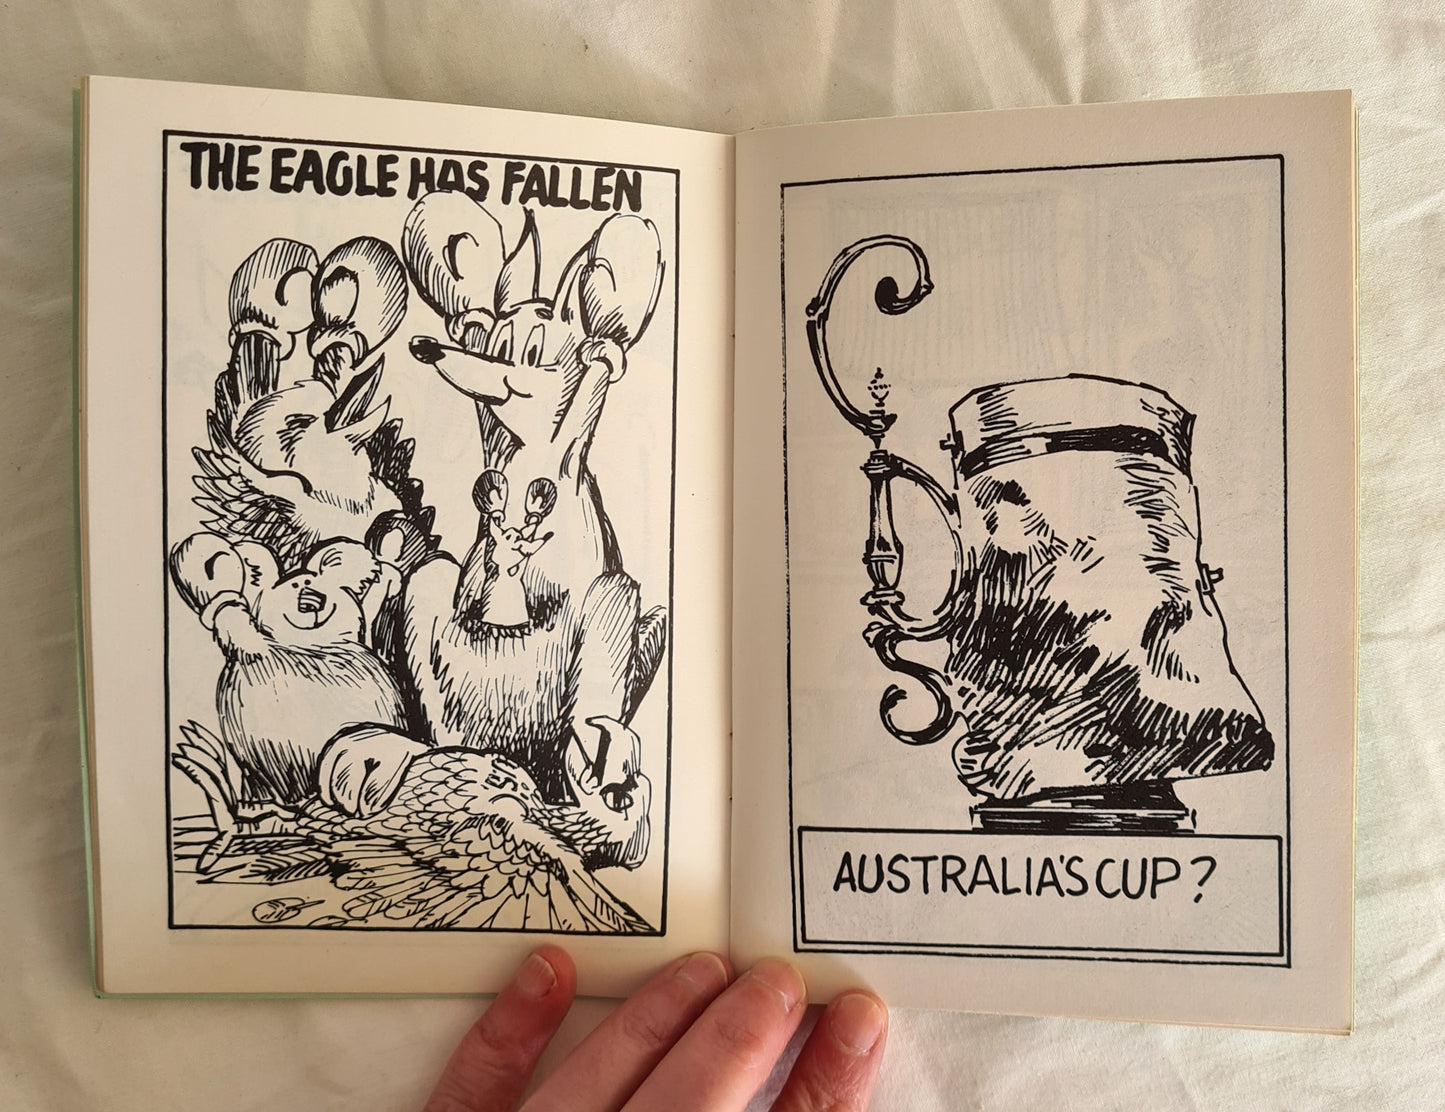 THE EAGLE HAS FALLEN
AUSTRALIA'S CUP?